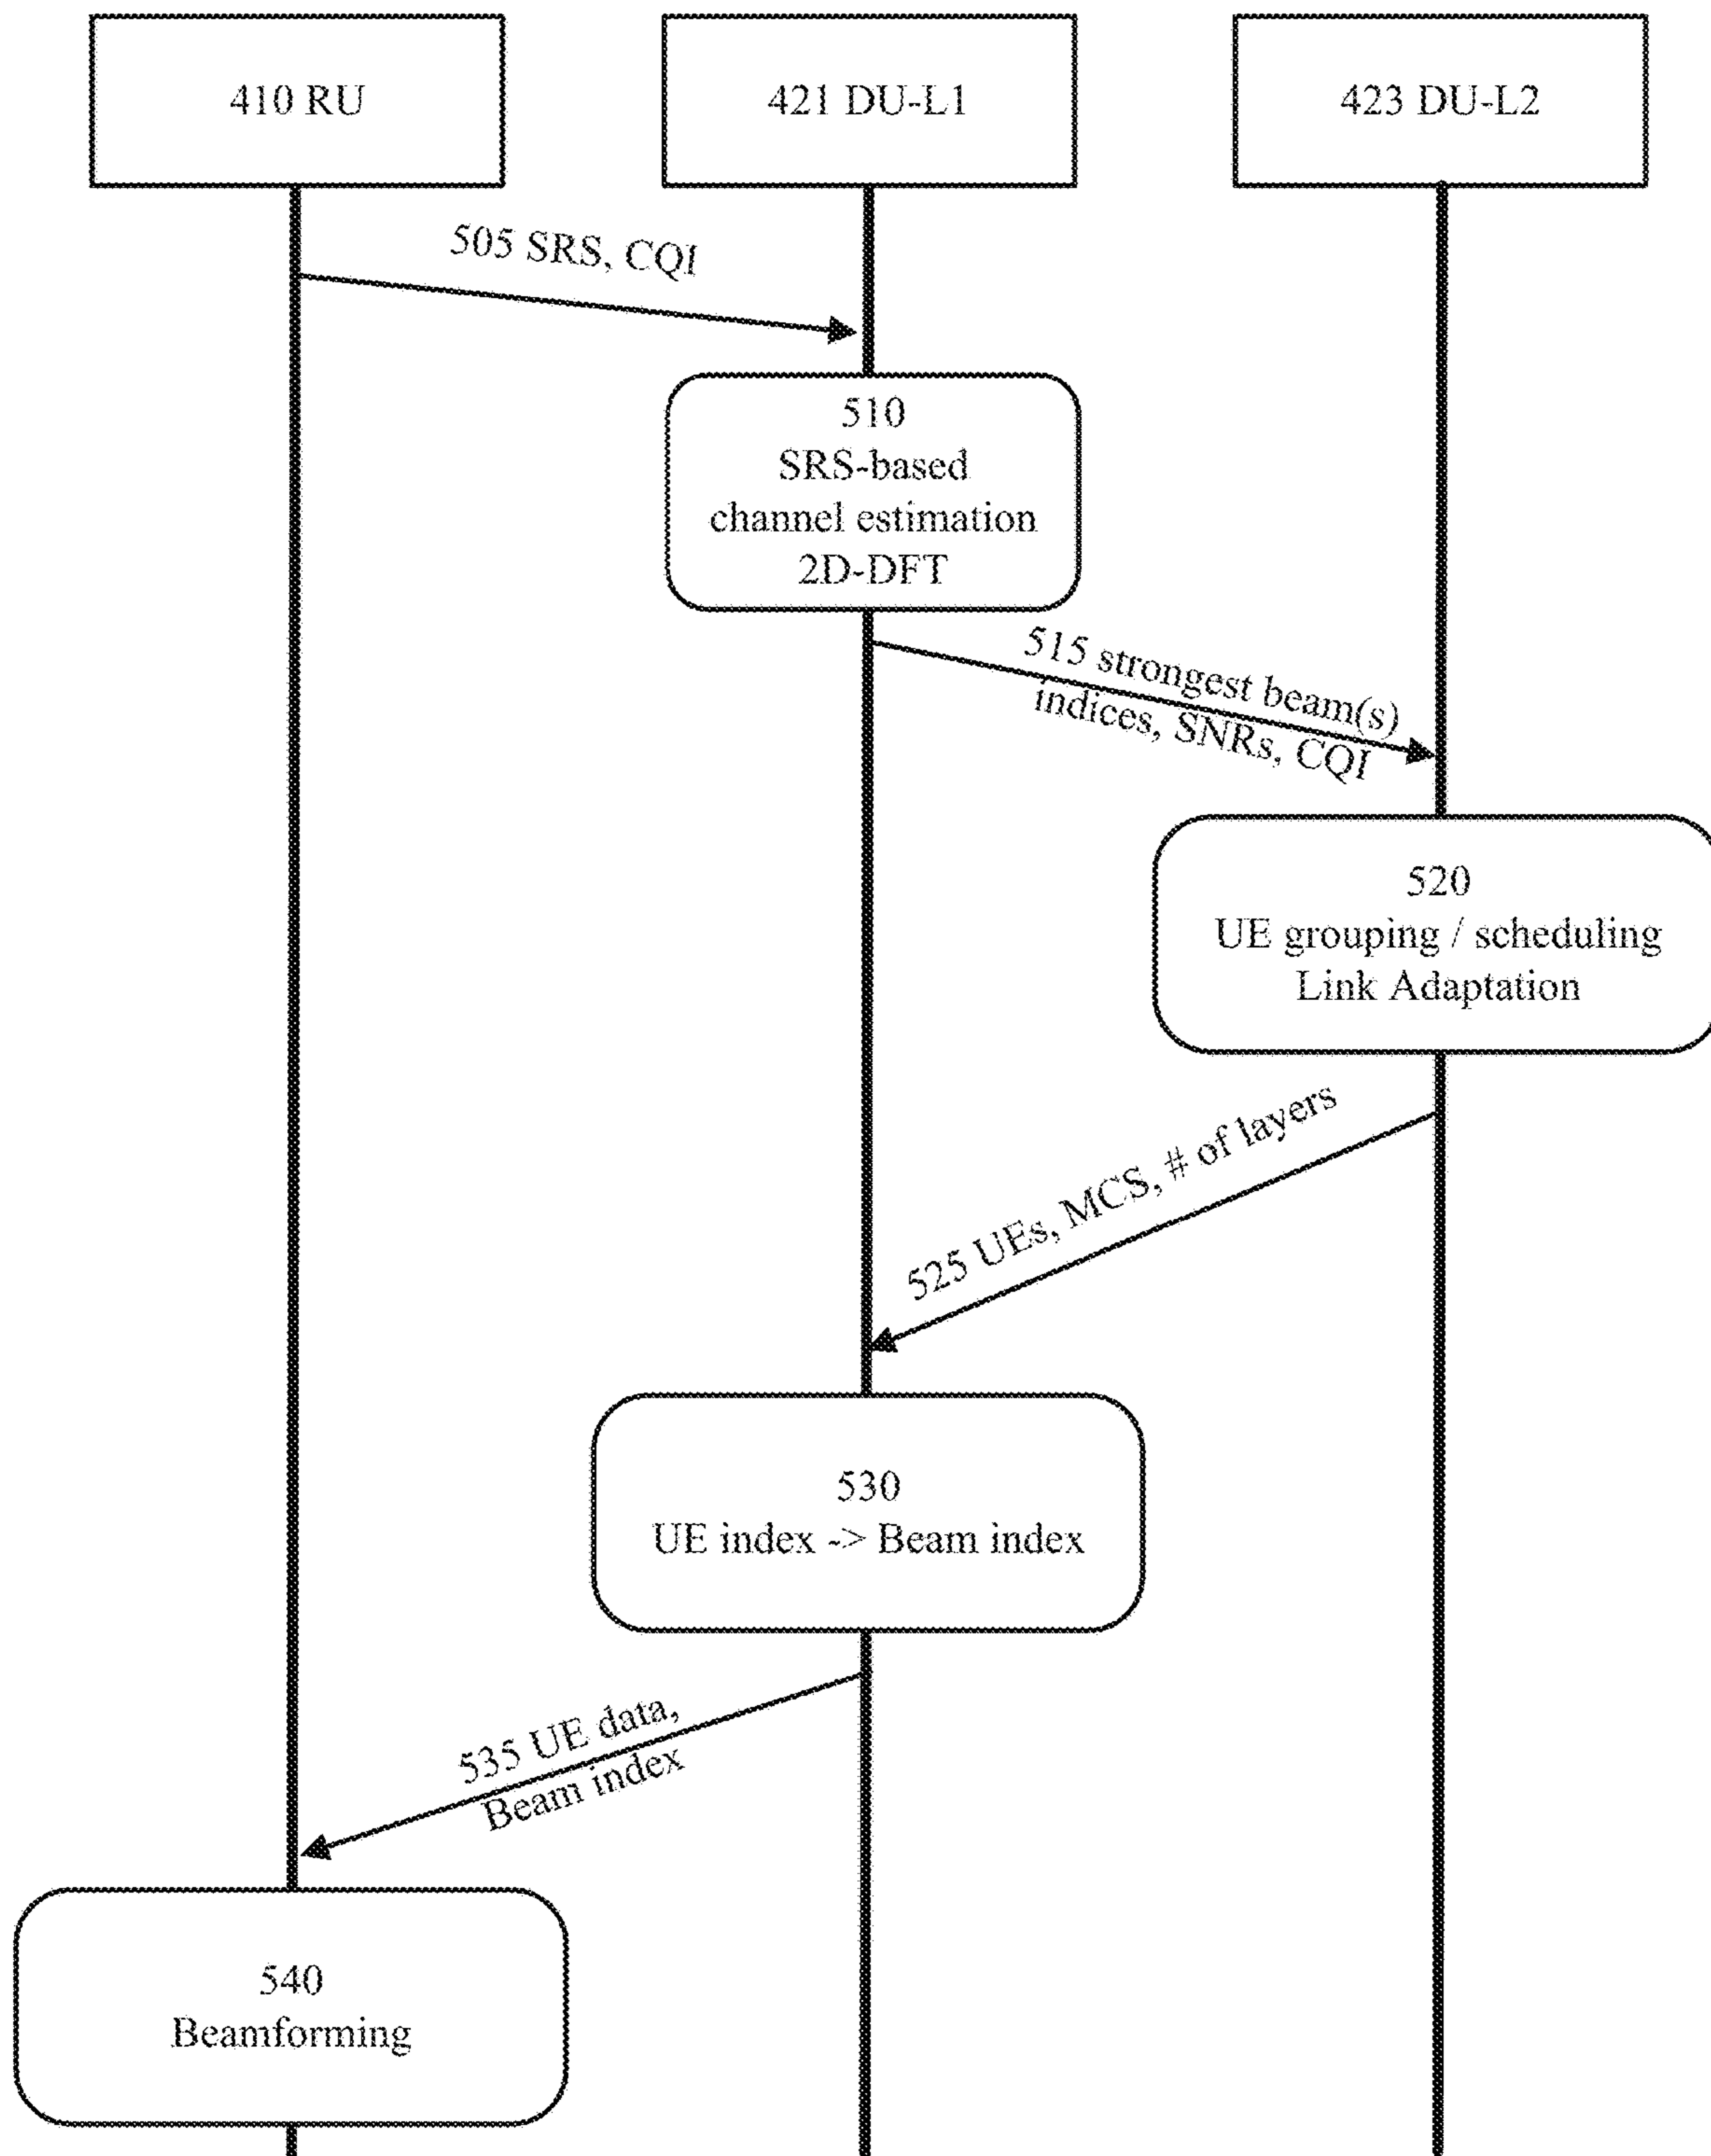 410 RU
421 DU-L1
423 DU-L2
505 SRS, CQI
510
SRS-based
channel estimation
2D-DFT
515 strongest beam(s)
indices, SNRs, CQI
520
UE grouping / scheduling
Link Adaptation
525 UEs, MCS, # of layers
530
UE index -> Beam index
535 UE data,
Beam index
540
Beamforming